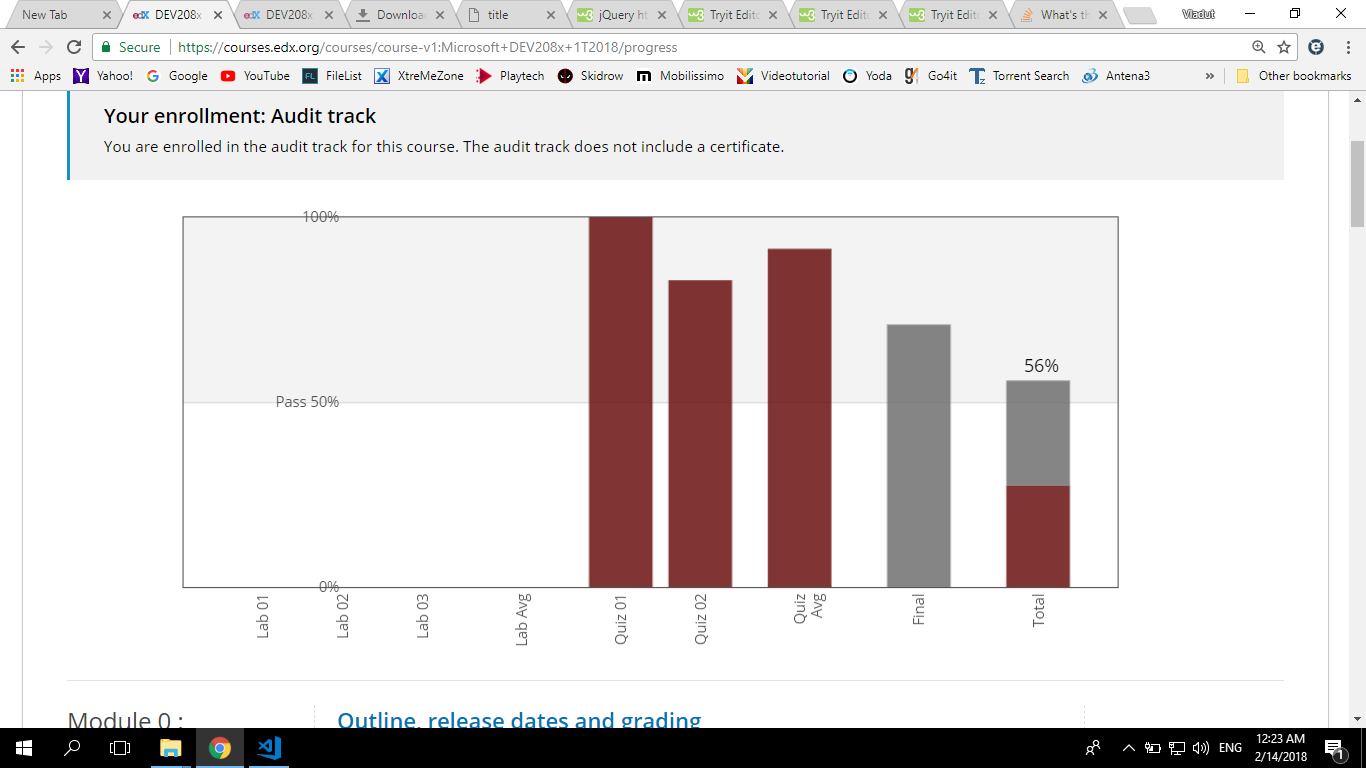 New Tab
DEV208x
DEV208x
Downloa
title
jQuery ht
Tryit Edito
Tryit Edito
Tryit Edito
What's th
Vladut
Secure
https://courses.edx.org/courses/course-v1:Microsoft+DEV208x+1T2018/progress
Apps
Yahoo!
Google
YouTube
FL FileList
X XtreMeZone
Playtech
Skidrow
m Mobilissimo
Videotutorial
Yoda
g4 Go4it
Tz Torrent Search
Antena3
»
Other bookmarks
Your enrollment: Audit track
You are enrolled in the audit track for this course. The audit track does not include a certificate.
100%
56%
Pass 50%
0%
Lab 01
Lab 02
Lab 03
Lab Avg
Quiz 01
Quiz 02
Quiz
Avg
Final
Total
Module 0 :
Outline, release dates and grading
ENG
12:23 AM
2/14/2018
1